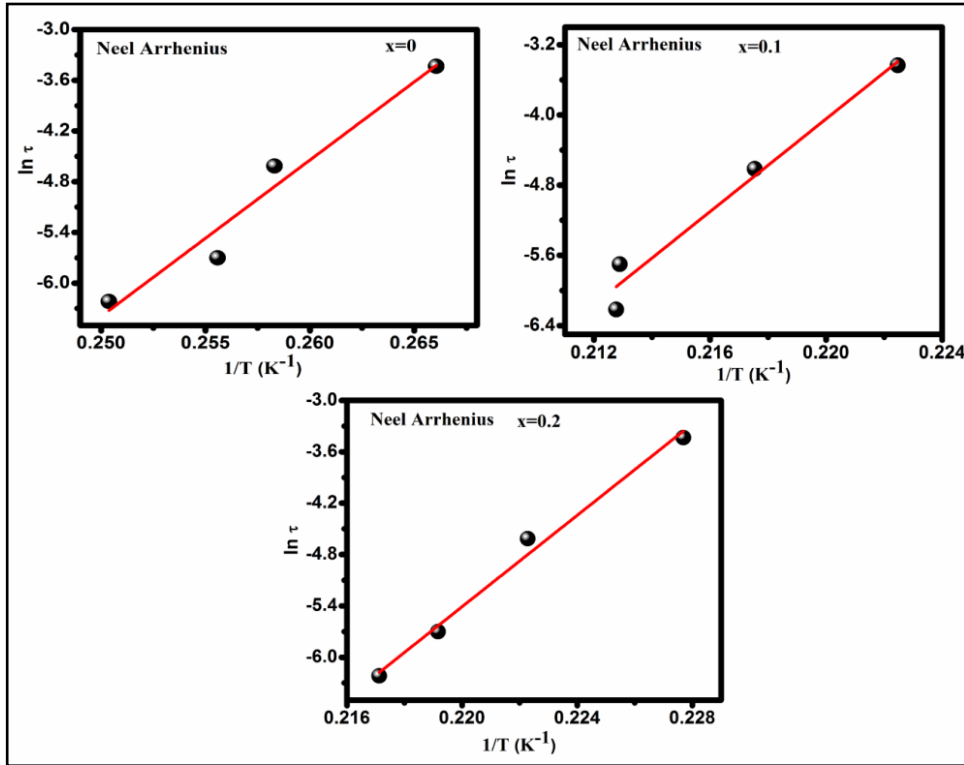 Neel Arrhenius x=0
ln τ
-3.0
-3.6
-4.2
-4.8
-5.4
-6.0
0.250 0.255 0.260 0.265
1/T (K⁻¹)
Neel Arrhenius x=0.1
ln τ
-3.2
-4.0
-4.8
-5.6
-6.4
0.212 0.216 0.220 0.224
1/T (K⁻¹)
Neel Arrhenius x=0.2
ln τ
-3.0
-3.6
-4.2
-4.8
-5.4
-6.0
0.216 0.220 0.224 0.228
1/T (K⁻¹)